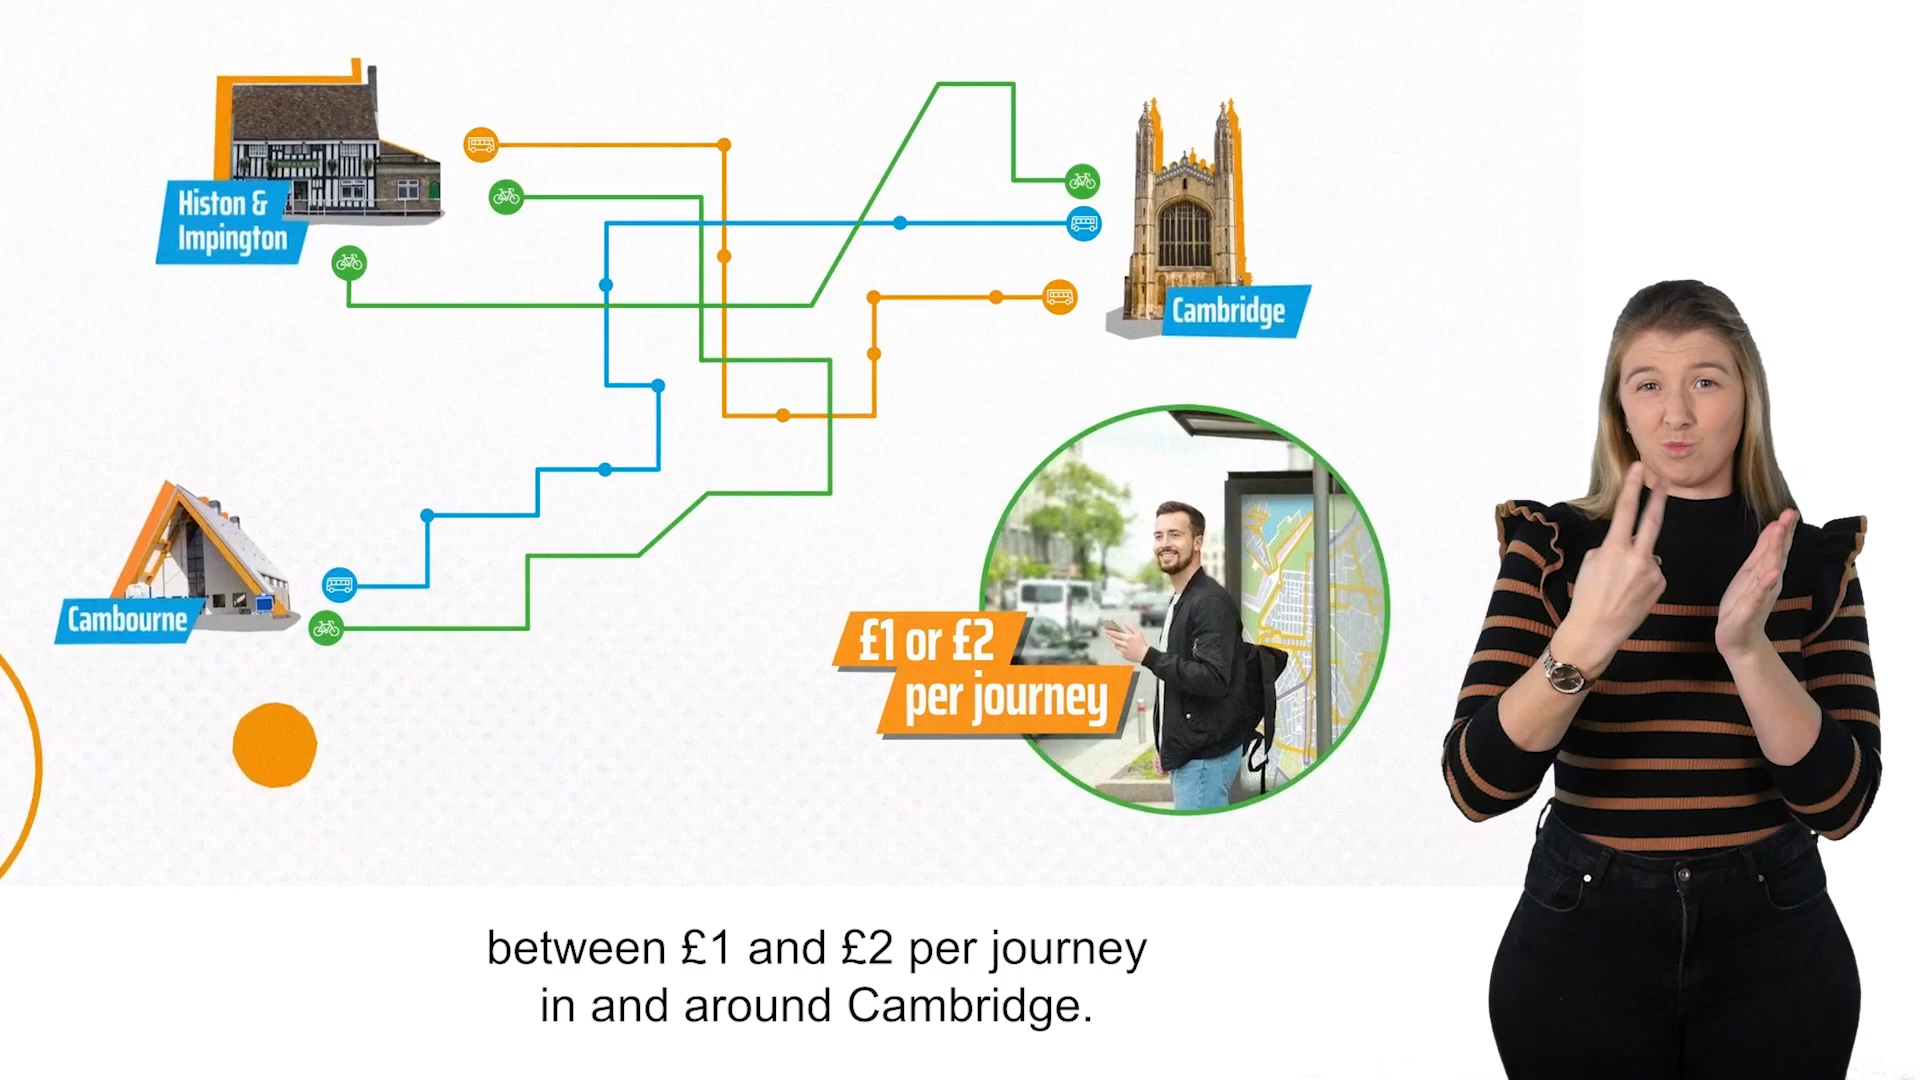 Histon &
Impington
Cambridge
Cambourne
£1 or £2
per journey
between £1 and £2 per journey
in and around Cambridge.